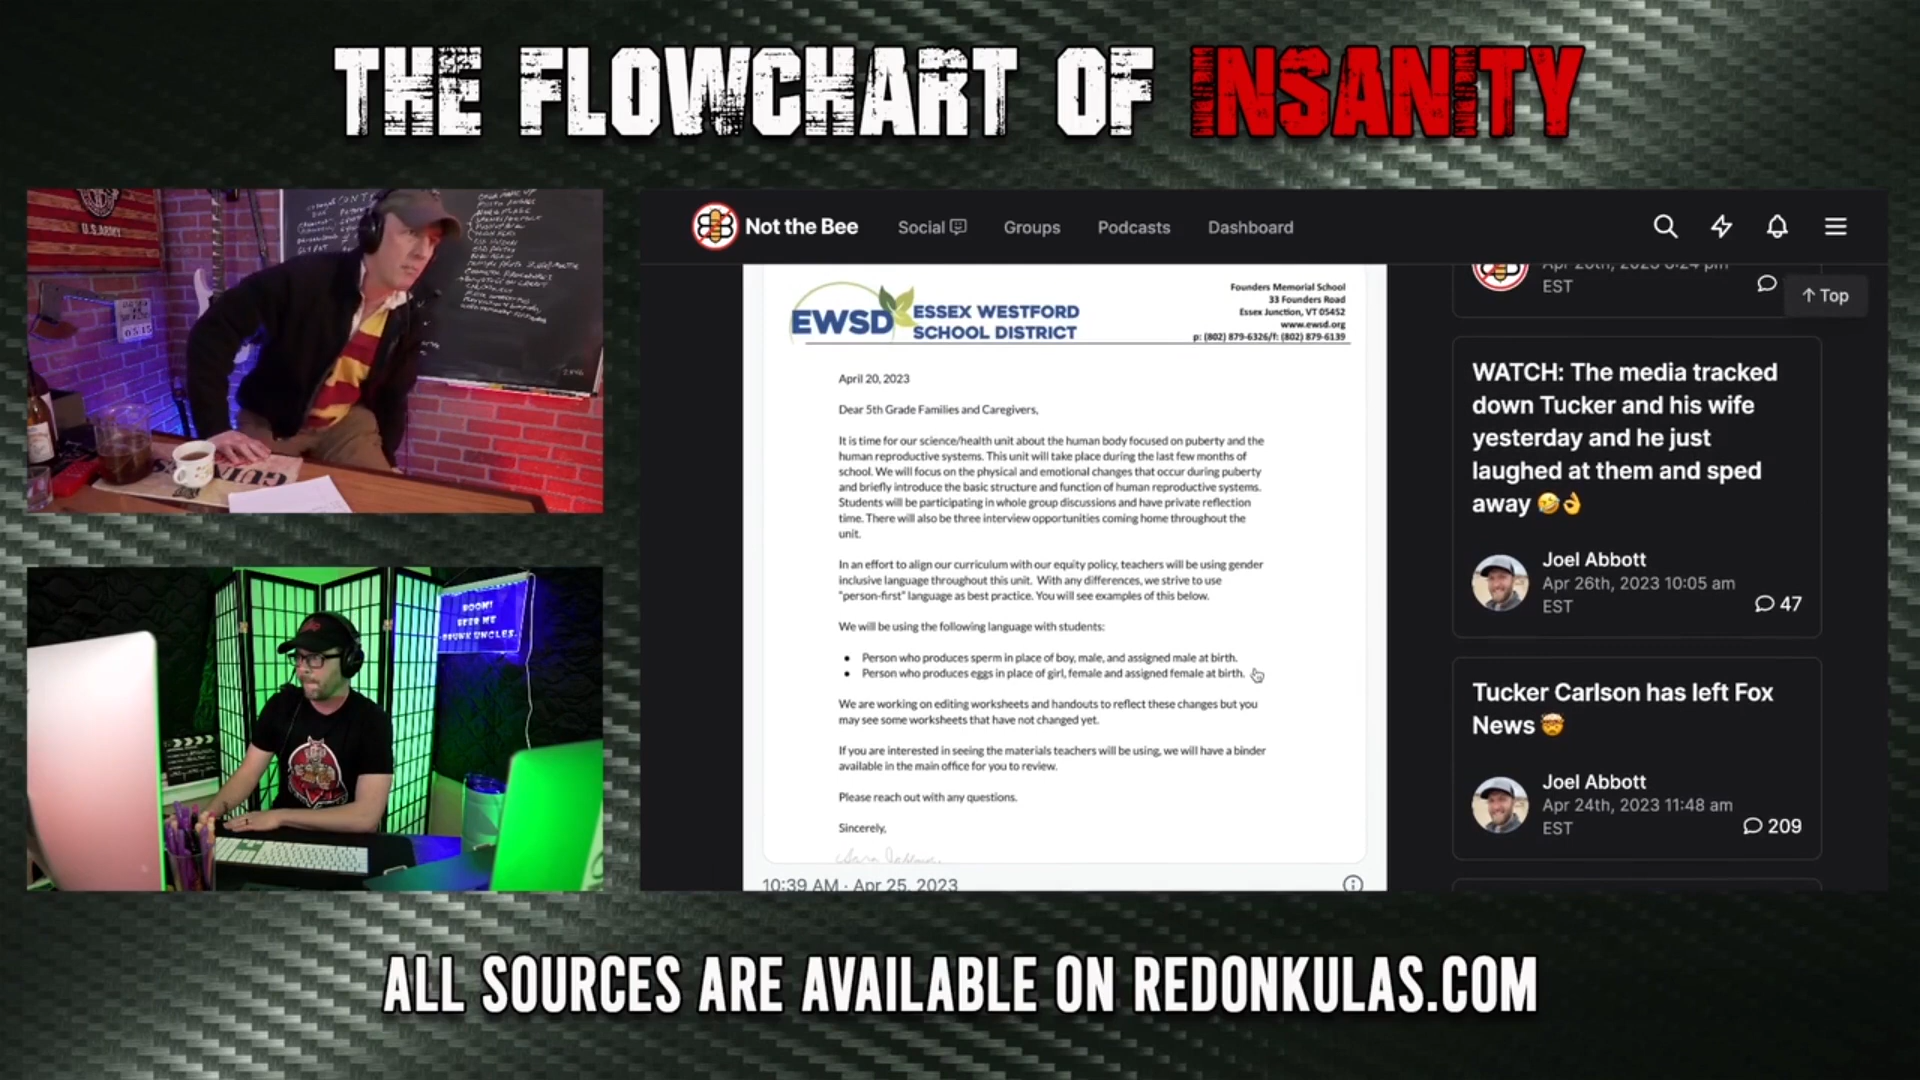 THE FLOWCHART OF INSANITY
U.S. ARMY
GUINNESS
BOOM!
BEER ME
DRUNK UNCLES.
Not the Bee
Social
Groups
Podcasts
Dashboard
EWSD
ESSEX WESTFORD
SCHOOL DISTRICT
Founders Memorial School
33 Founders Road
Essex Junction, VT 05452
www.ewsd.org
p: (802) 879-6326/f: (802) 879-6139
April 20, 2023
Dear 5th Grade Families and Caregivers,
It is time for our science/health unit about the human body focused on puberty and the
human reproductive systems. This unit will take place during the last few months of
school. We will focus on the physical and emotional changes that occur during puberty
and briefly introduce the basic structure and function of human reproductive systems.
Students will be participating in whole group discussions and have private reflection
time. There will also be three interview opportunities coming home throughout the
unit.
In an effort to align our curriculum with our equity policy, teachers will be using gender
inclusive language throughout this unit. With any differences, we strive to use
"person-first" language as best practice. You will see examples of this below.
We will be using the following language with students:
• Person who produces sperm in place of boy, male, and assigned male at birth.
• Person who produces eggs in place of girl, female and assigned female at birth.
We are working on editing worksheets and handouts to reflect these changes but you
may see some worksheets that have not changed yet.
If you are interested in seeing the materials teachers will be using, we will have a binder
available in the main office for you to review.
Please reach out with any questions.
Sincerely,
10:39 AM · Apr 25, 2023
EST
↑ Top
WATCH: The media tracked
down Tucker and his wife
yesterday and he just
laughed at them and sped
away 🤣👌
Joel Abbott
Apr 26th, 2023 10:05 am
EST
47
Tucker Carlson has left Fox
News 🤯
Joel Abbott
Apr 24th, 2023 11:48 am
EST
209
ALL SOURCES ARE AVAILABLE ON REDONKULAS.COM